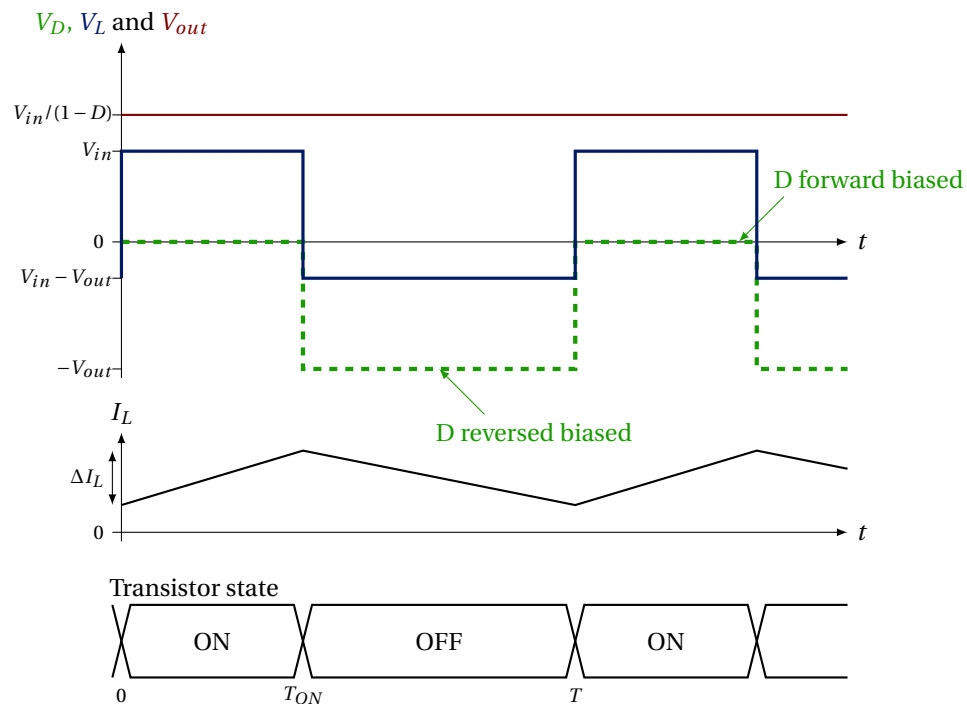 V_D, V_L and V_out
V_in/(1−D)
V_in
D forward biased
0
t
V_in − V_out
−V_out
D reversed biased
I_L
ΔI_L
0
t
Transistor state
ON OFF ON
0 T_ON T